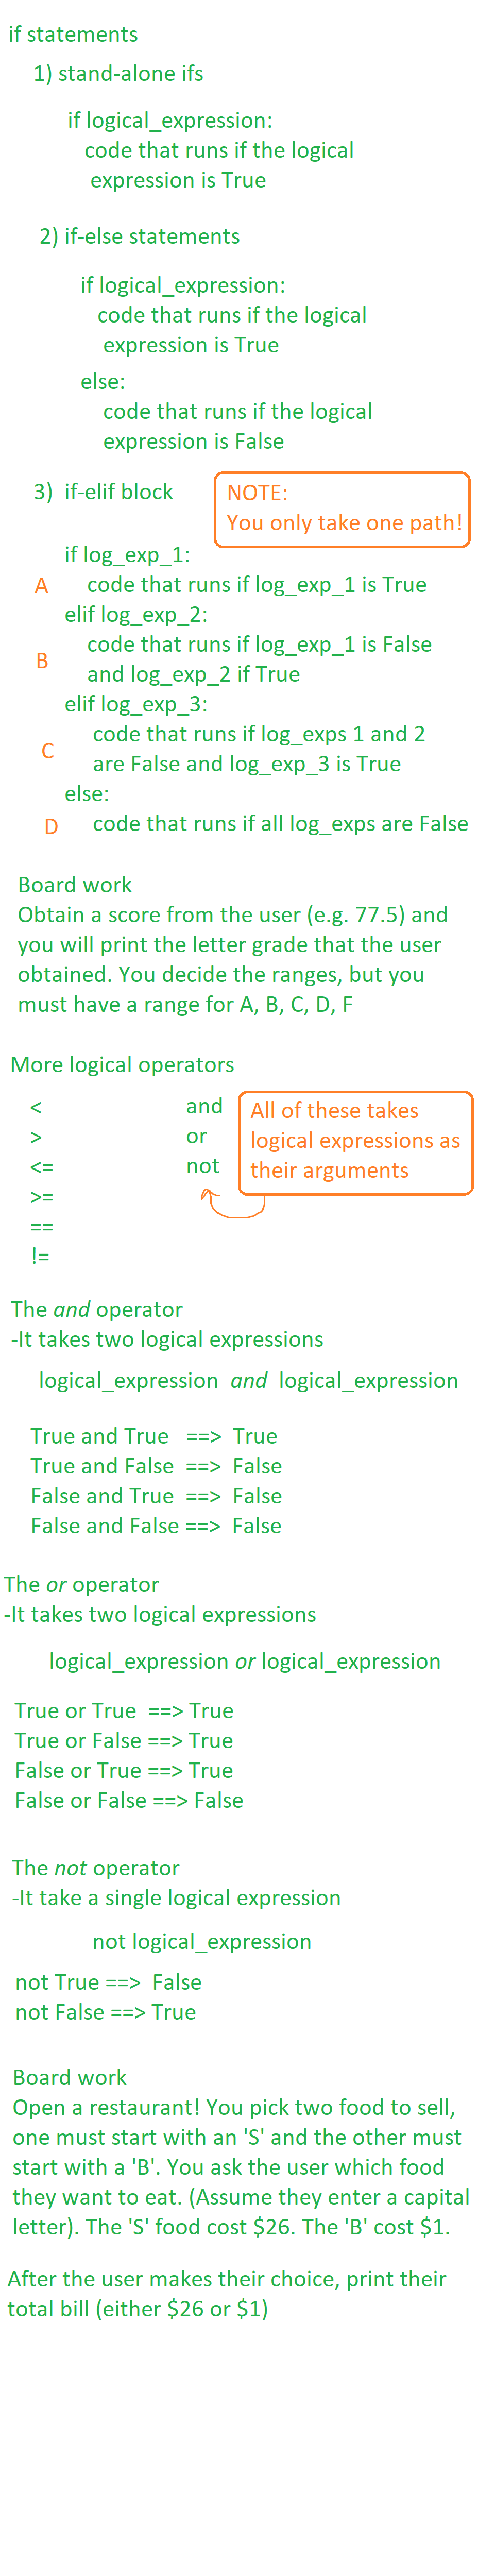 if statements
1) stand-alone ifs
if logical_expression:
code that runs if the logical
expression is True
2) if-else statements
if logical_expression:
code that runs if the logical
expression is True
else:
code that runs if the logical
expression is False
3) if-elif block
NOTE:
You only take one path!
if log_exp_1:
A code that runs if log_exp_1 is True
elif log_exp_2:
code that runs if log_exp_1 is False
B
and log_exp_2 if True
elif log_exp_3:
code that runs if log_exps 1 and 2
C
are False and log_exp_3 is True
else:
D code that runs if all log_exps are False
Board work
Obtain a score from the user (e.g. 77.5) and
you will print the letter grade that the user
obtained. You decide the ranges, but you
must have a range for A, B, C, D, F
More logical operators
<
>
<=
>=
==
!=
and
or
not
All of these takes
logical expressions as
their arguments
The and operator
-It takes two logical expressions
logical_expression and logical_expression
True and True ==> True
True and False ==> False
False and True ==> False
False and False ==> False
The or operator
-It takes two logical expressions
logical_expression or logical_expression
True or True ==> True
True or False ==> True
False or True ==> True
False or False ==> False
The not operator
-It take a single logical expression
not logical_expression
not True ==> False
not False ==> True
Board work
Open a restaurant! You pick two food to sell,
one must start with an 'S' and the other must
start with a 'B'. You ask the user which food
they want to eat. (Assume they enter a capital
letter). The 'S' food cost $26. The 'B' cost $1.
After the user makes their choice, print their
total bill (either $26 or $1)